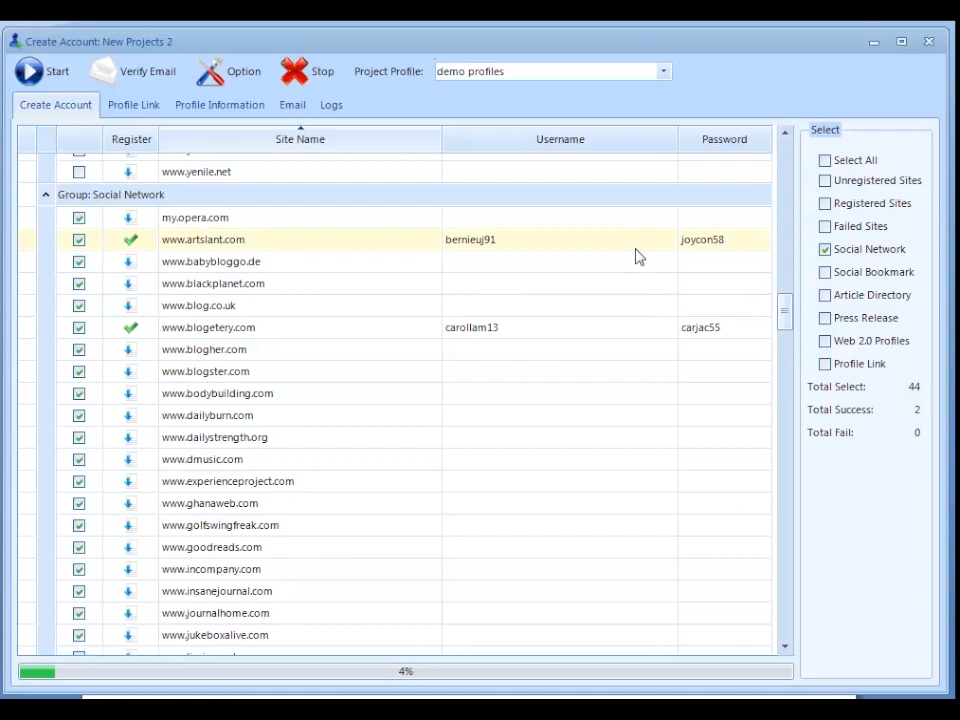 Create Account: New Projects 2
Start Verify Email Option Stop Project Profile: demo profiles
Create Account Profile Link Profile Information Email Logs
Register Site Name Username Password
www.yenile.net
Group: Social Network
my.opera.com
www.artslant.com bernieuj91 joycon58
www.babybloggo.de
www.blackplanet.com
www.blog.co.uk
www.blogetery.com carollam13 carjac55
www.blogher.com
www.blogster.com
www.bodybuilding.com
www.dailyburn.com
www.dailystrength.org
www.dmusic.com
www.experienceproject.com
www.ghanaweb.com
www.golfswingfreak.com
www.goodreads.com
www.incompany.com
www.insanejournal.com
www.journalhome.com
www.jukeboxalive.com
4%
Select
Select All
Unregistered Sites
Registered Sites
Failed Sites
Social Network
Social Bookmark
Article Directory
Press Release
Web 2.0 Profiles
Profile Link
Total Select: 44
Total Success: 2
Total Fail: 0